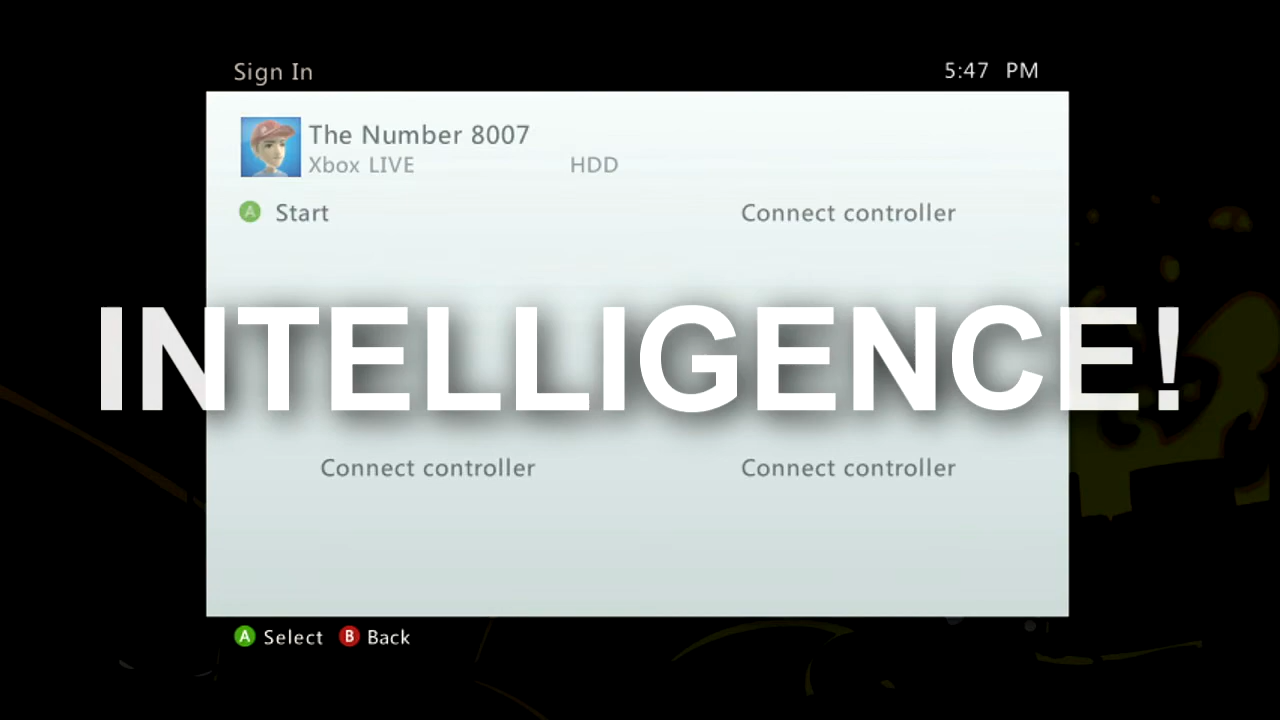 Sign In
5:47 PM
The Number 8007
Xbox LIVE
HDD
A Start
Connect controller
INTELLIGENCE!
Connect controller
Connect controller
A Select B Back